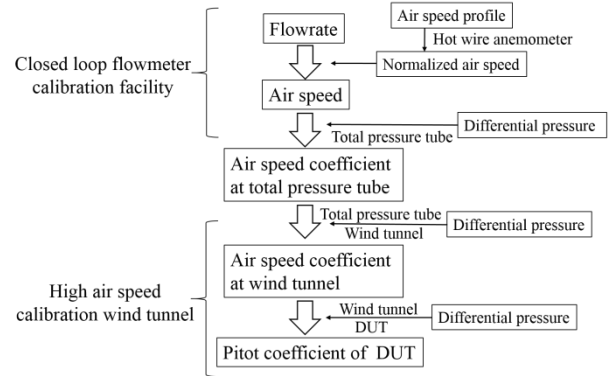 Air speed profile
Flowrate
Hot wire anemometer
Closed loop flowmeter
calibration facility
Normalized air speed
Air speed
Differential pressure
Total pressure tube
Air speed coefficient
at total pressure tube
Total pressure tube
Wind tunnel
Differential pressure
Air speed coefficient
at wind tunnel
High air speed
calibration wind tunnel
Wind tunnel
DUT
Differential pressure
Pitot coefficient of DUT